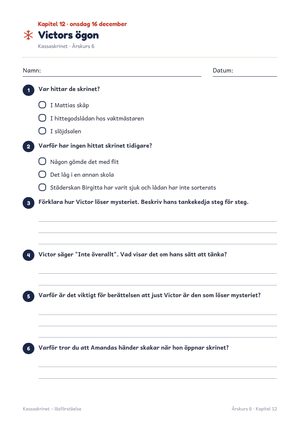 Kapitel 12 · onsdag 16 december
Victors ögon
Kassaskrinet · Årskurs 6
Namn:
Datum:
1 Var hittar de skrinet?
I Mattias skåp
I hittegodslådan hos vaktmästaren
I slöjdsalen
2 Varför har ingen hittat skrinet tidigare?
Någon gömde det med flit
Det låg i en annan skola
Städerskan Birgitta har varit sjuk och lådan har inte sorterats
3 Förklara hur Victor löser mysteriet. Beskriv hans tankekedja steg för steg.
4 Victor säger "Inte överallt". Vad visar det om hans sätt att tänka?
5 Varför är det viktigt för berättelsen att just Victor är den som löser mysteriet?
6 Varför tror du att Amandas händer skakar när hon öppnar skrinet?
Kassaskrinet – läsförståelse
Årskurs 6 · Kapitel 12